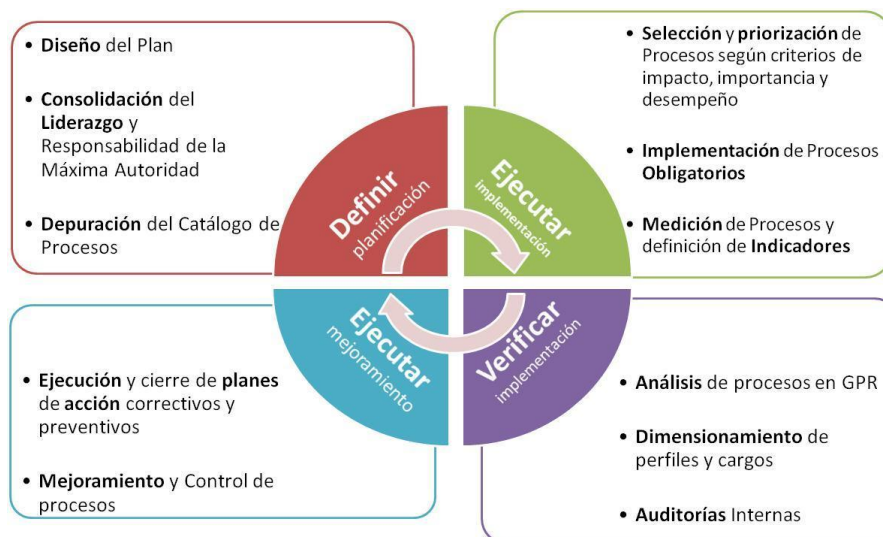 • Diseño del Plan
• Consolidación del
Liderazgo y
Responsabilidad de la
Máxima Autoridad
• Depuración del Catálogo de
Procesos
• Selección y priorización de
Procesos según criterios de
impacto, importancia y
desempeño
• Implementación de Procesos
Obligatorios
• Medición de Procesos y
definición de Indicadores
Definir
planificación
Ejecutar
implementación
Ejecutar
mejoramiento
Verificar
implementación
• Ejecución y cierre de planes
de acción correctivos y
preventivos
• Mejoramiento y Control de
procesos
• Análisis de procesos en GPR
• Dimensionamiento de
perfiles y cargos
• Auditorías Internas